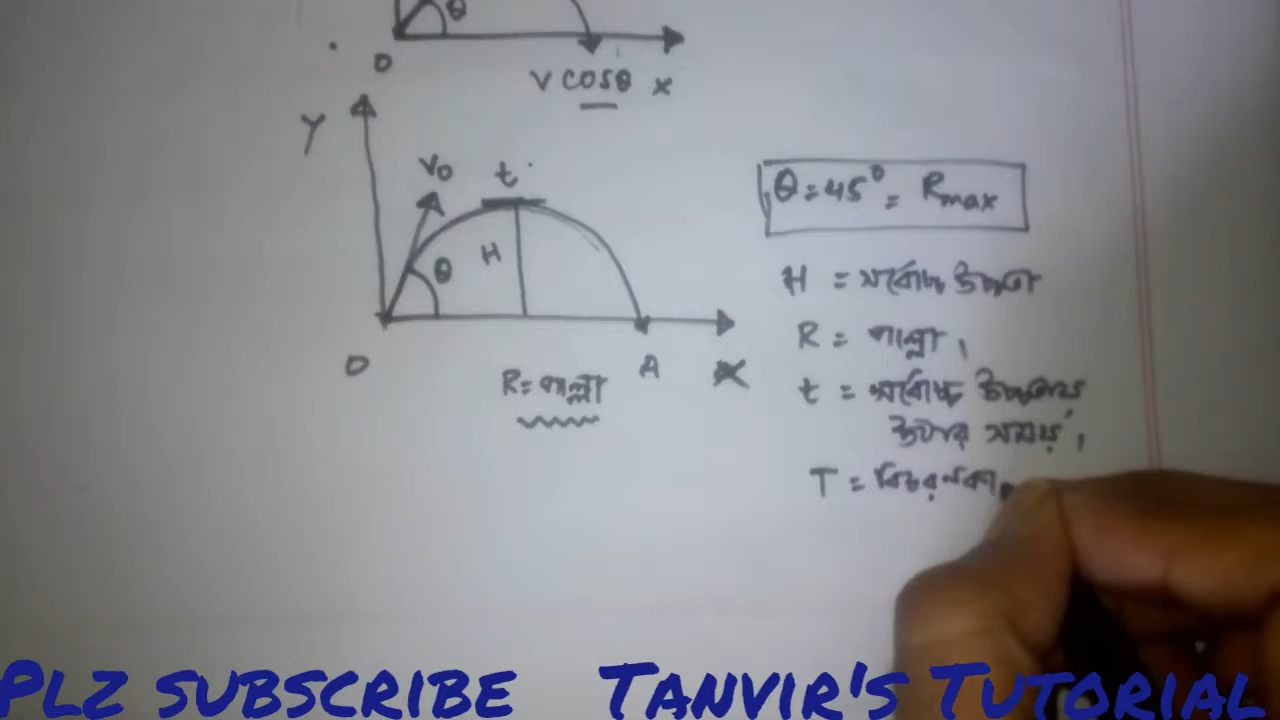 θ
O
V cosθ x
Y
V₀ t
H θ
O A X
R= পাল্লা
θ = 45° = Rmax
H = সর্বোচ্চ উচ্চতা
R = পাল্লা,
t = সর্বোচ্চ উচ্চতায়
উঠার সময়,
T = বিচরণকা
Plz subscribe Tanvir's Tutorial